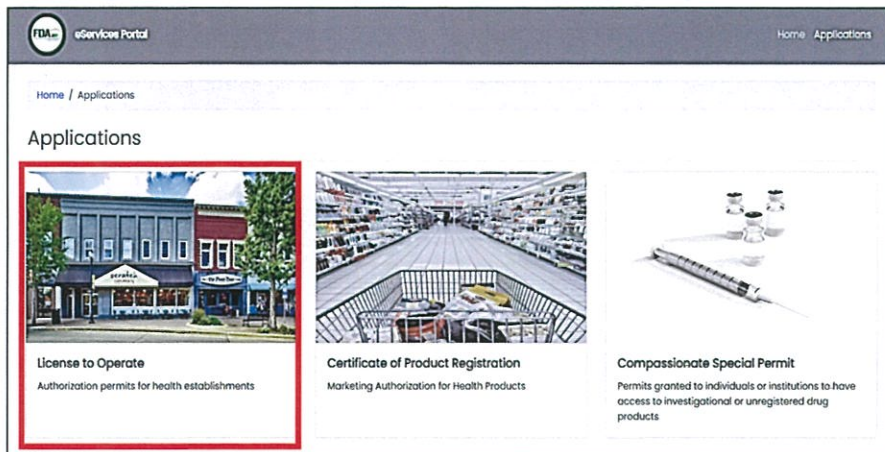 FDA
eServices Portal
Home Applications
Home / Applications
Applications
scratch
License to Operate
Authorization permits for health establishments
Certificate of Product Registration
Marketing Authorization for Health Products
Compassionate Special Permit
Permits granted to individuals or institutions to have
access to investigational or unregistered drug
products